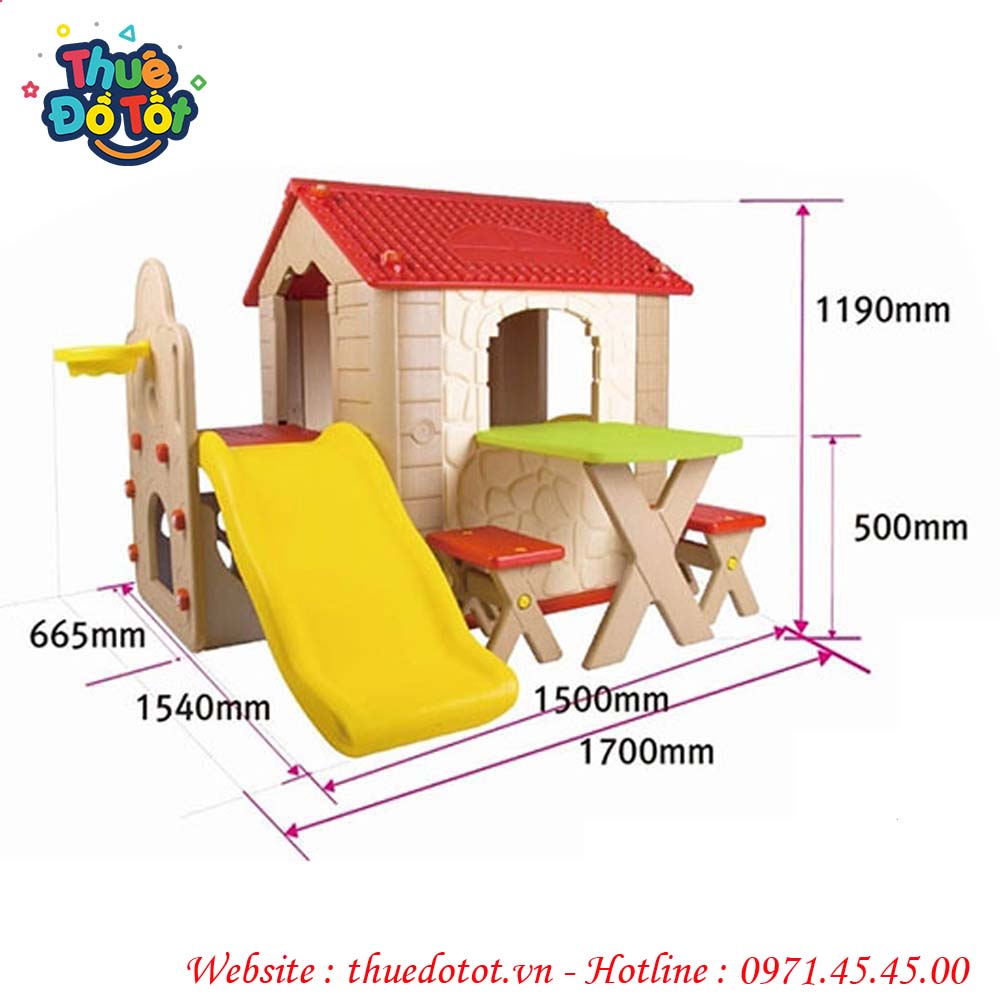 Thuê
Đồ Tốt
1190mm
500mm
665mm
1540mm
1500mm
1700mm
Website : thuedotot.vn - Hotline : 0971.45.45.00